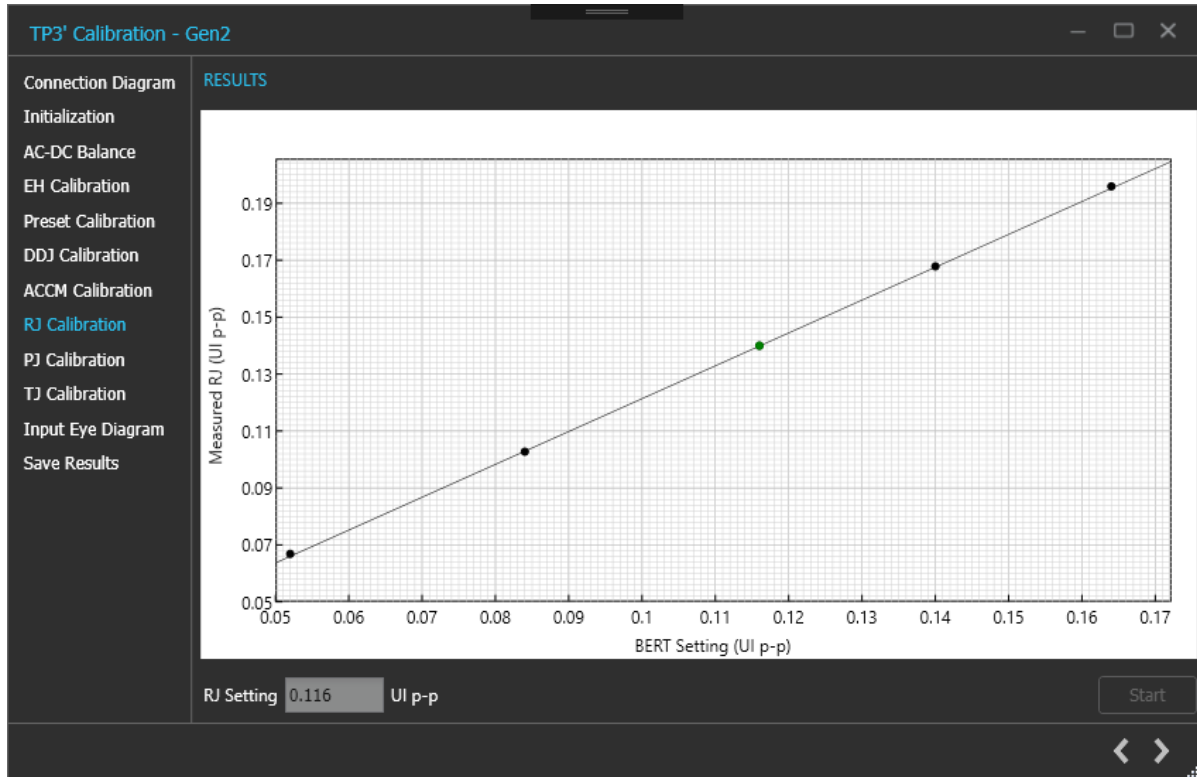 TP3' Calibration - Gen2
Connection Diagram
Initialization
AC-DC Balance
EH Calibration
Preset Calibration
DDJ Calibration
ACCM Calibration
RJ Calibration
PJ Calibration
TJ Calibration
Input Eye Diagram
Save Results
RESULTS
Measured RJ (UI p-p)
0.19
0.17
0.15
0.13
0.11
0.09
0.07
0.05
0.05 0.06 0.07 0.08 0.09 0.1 0.11 0.12 0.13 0.14 0.15 0.16 0.17
BERT Setting (UI p-p)
RJ Setting 0.116 UI p-p
Start